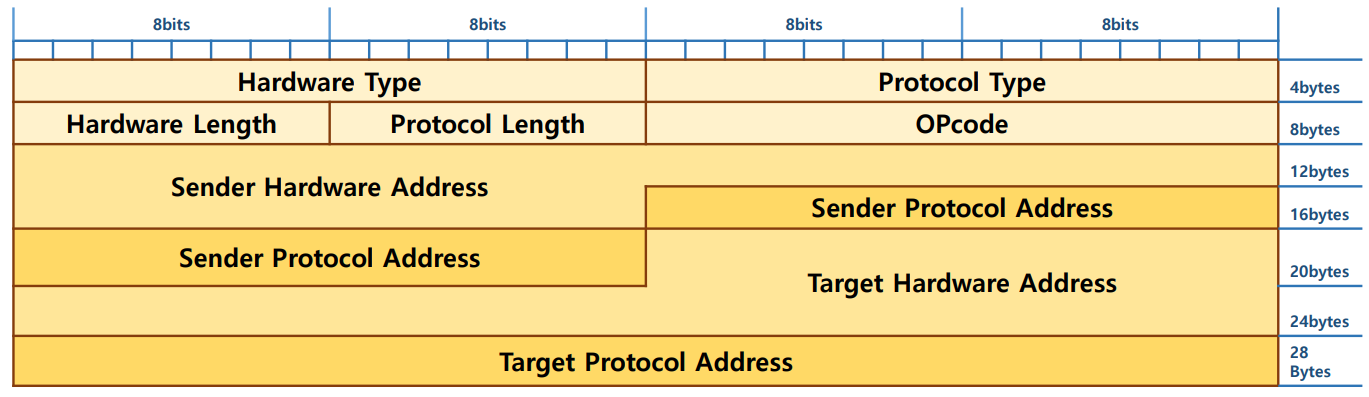 8bits 8bits 8bits 8bits
Hardware Type Protocol Type 4bytes
Hardware Length Protocol Length OPcode 8bytes
12bytes
Sender Hardware Address
Sender Protocol Address 16bytes
Sender Protocol Address 20bytes
Target Hardware Address
24bytes
Target Protocol Address 28
Bytes